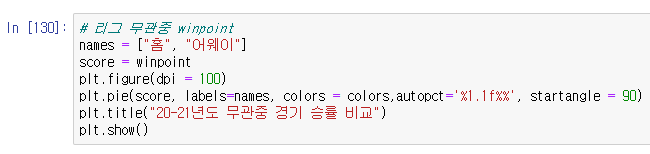 In [130]: # 리그 무관중 winpoint
names = ["홈", "어웨이"]
score = winpoint
plt.figure(dpi = 100)
plt.pie(score, labels=names, colors = colors,autopct='%1.1f%%', startangle = 90)
plt.title("20-21년도 무관중 경기 승률 비교")
plt.show()